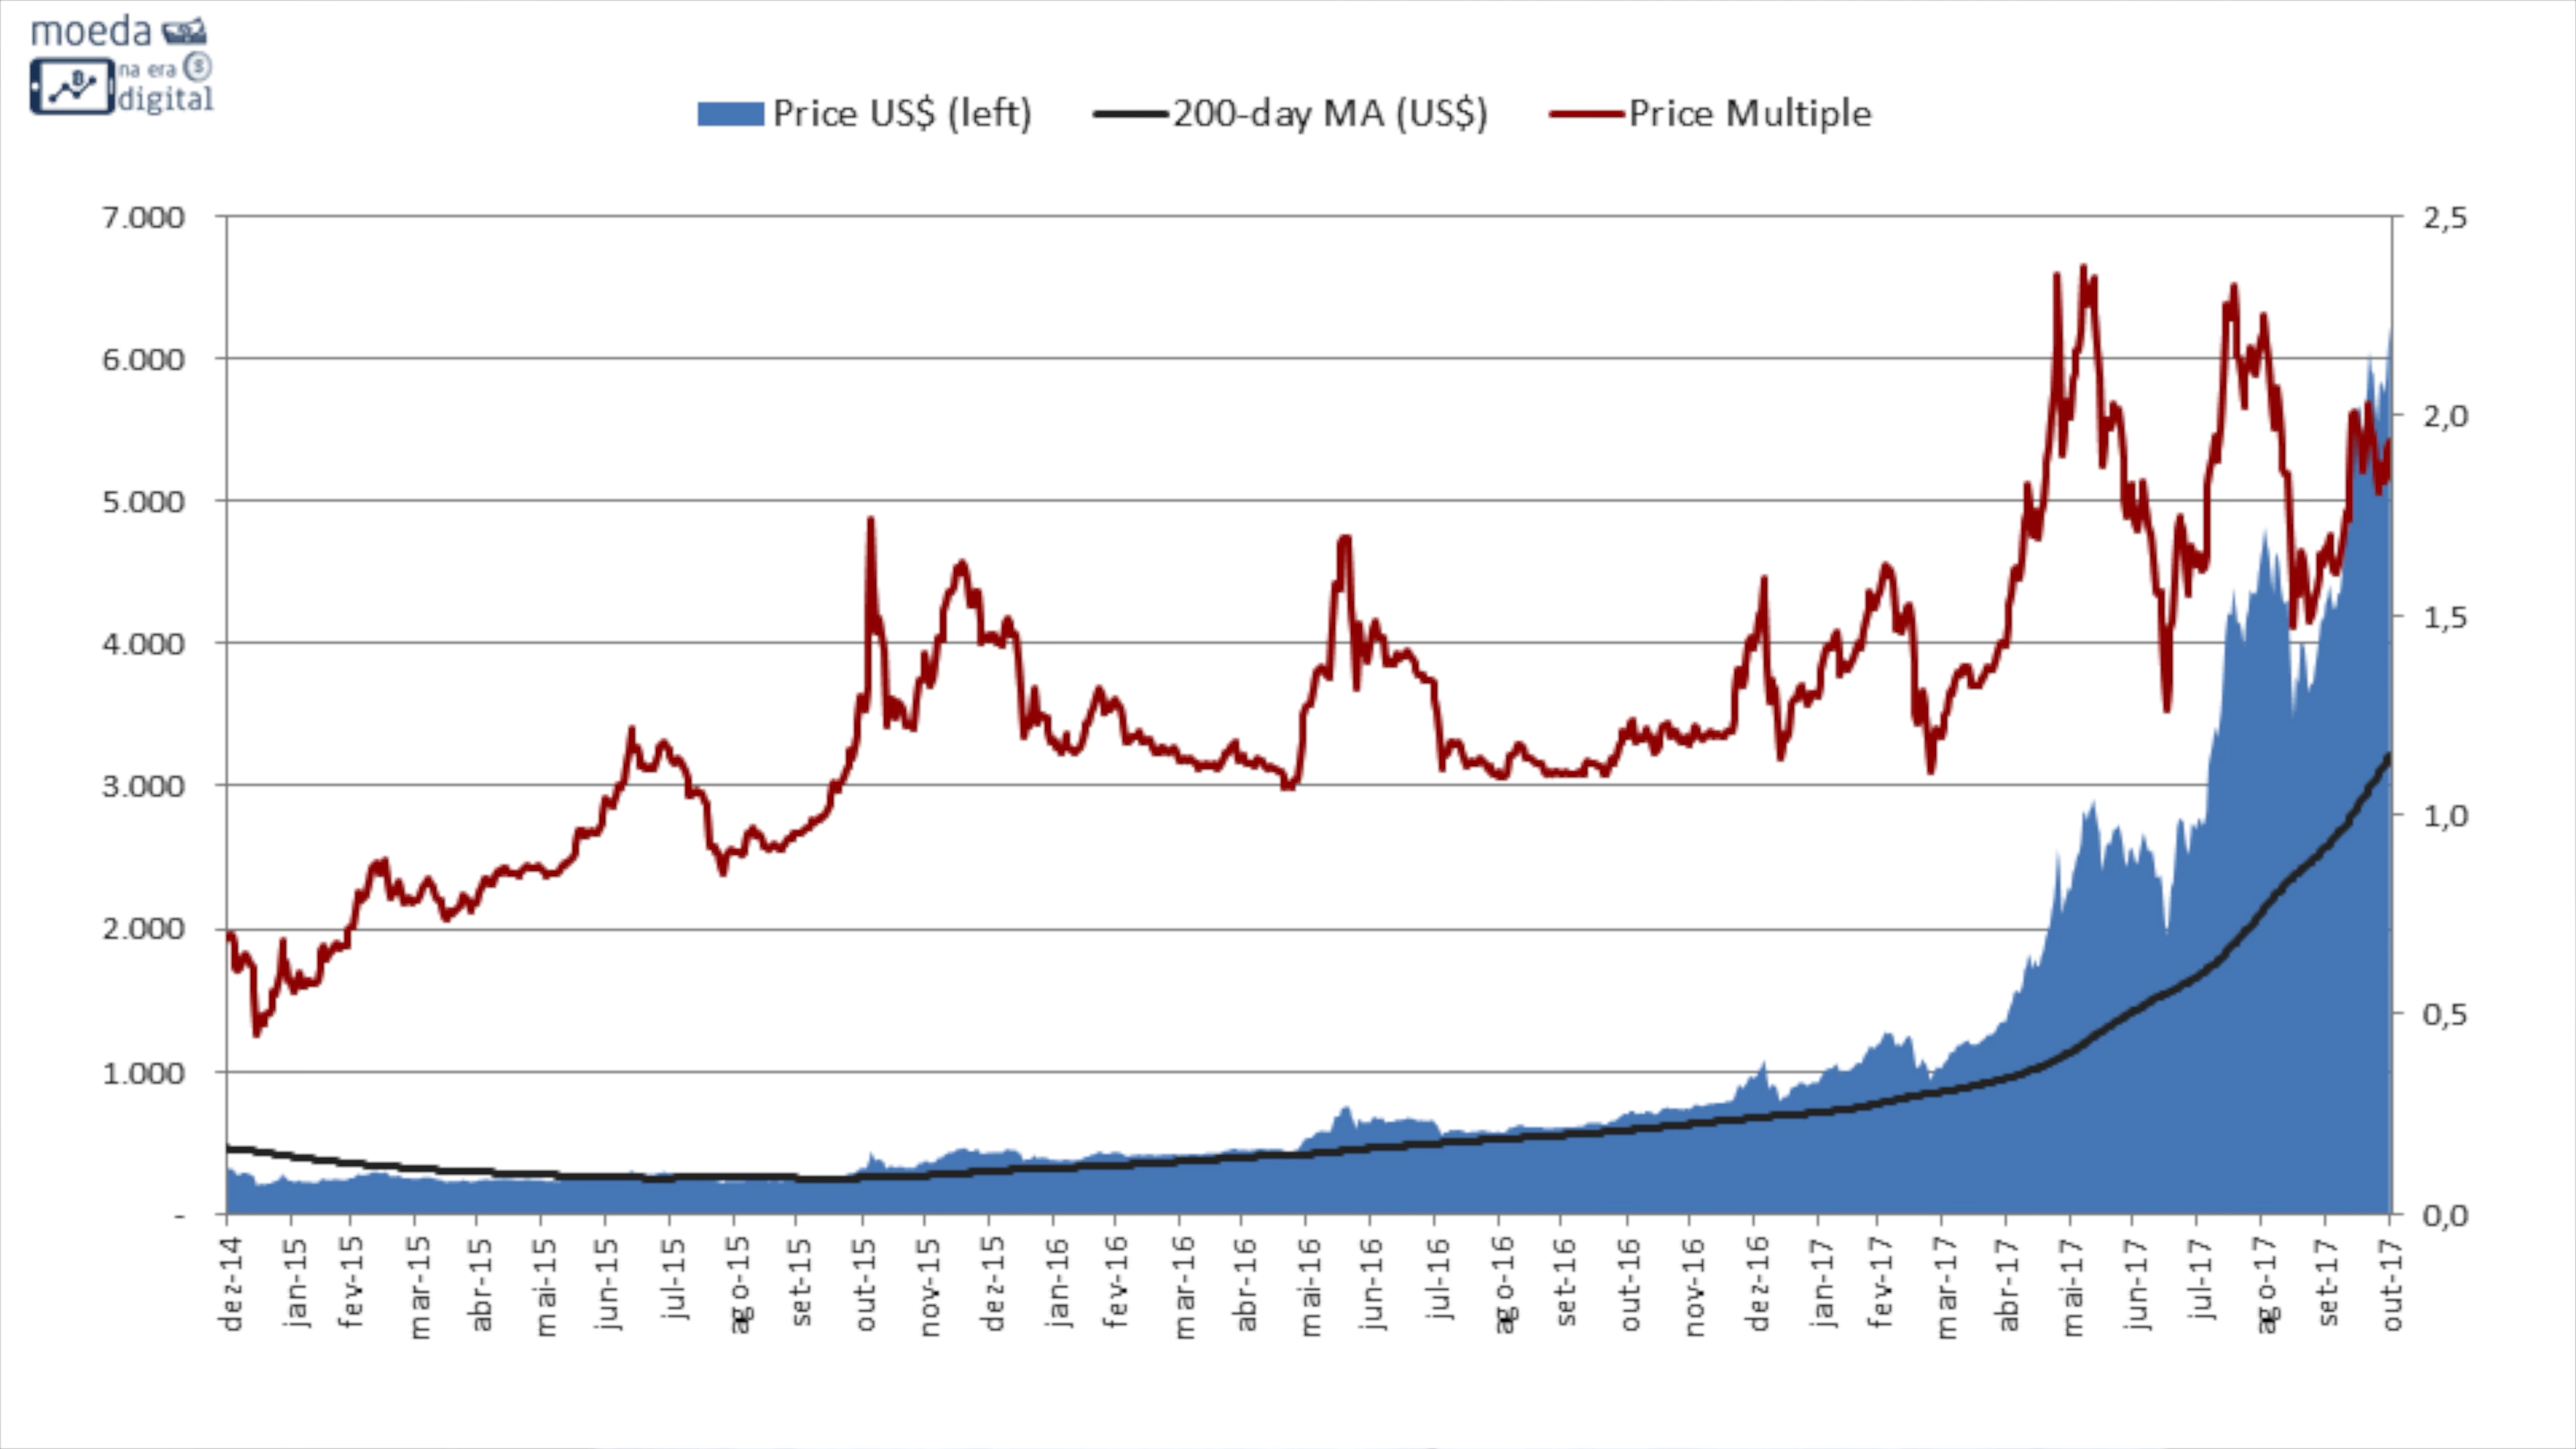 moeda
na era
digital
Price US$ (left) 200-day MA (US$) Price Multiple
7.000 2,5
6.000
2,0
5.000
1,5
4.000
3.000
1,0
2.000
0,5
1.000
- 0,0
dez-14 jan-15 fev-15 mar-15 abr-15 mai-15 jun-15 jul-15 ago-15 set-15 out-15 nov-15 dez-15 jan-16 fev-16 mar-16 abr-16 mai-16 jun-16 jul-16 ago-16 set-16 out-16 nov-16 dez-16 jan-17 fev-17 mar-17 abr-17 mai-17 jun-17 jul-17 ago-17 set-17 out-17